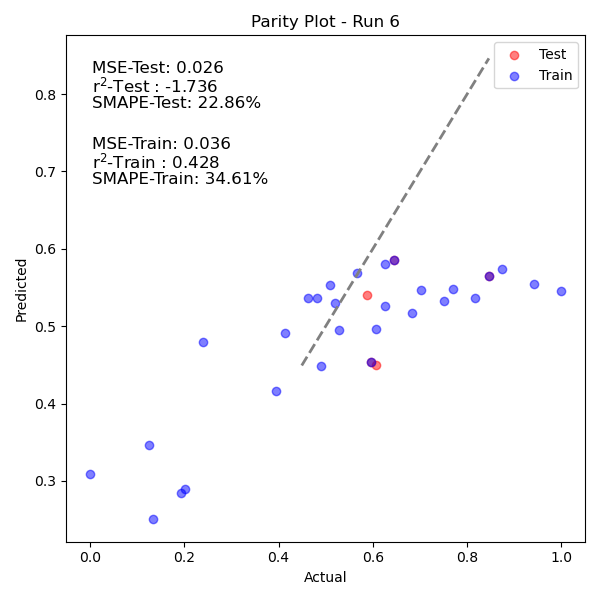 Parity Plot - Run 6
MSE-Test: 0.026
r²-Test : -1.736
SMAPE-Test: 22.86%
MSE-Train: 0.036
r²-Train : 0.428
SMAPE-Train: 34.61%
Test
Train
Predicted
0.8
0.7
0.6
0.5
0.4
0.3
0.0 0.2 0.4 0.6 0.8 1.0
Actual